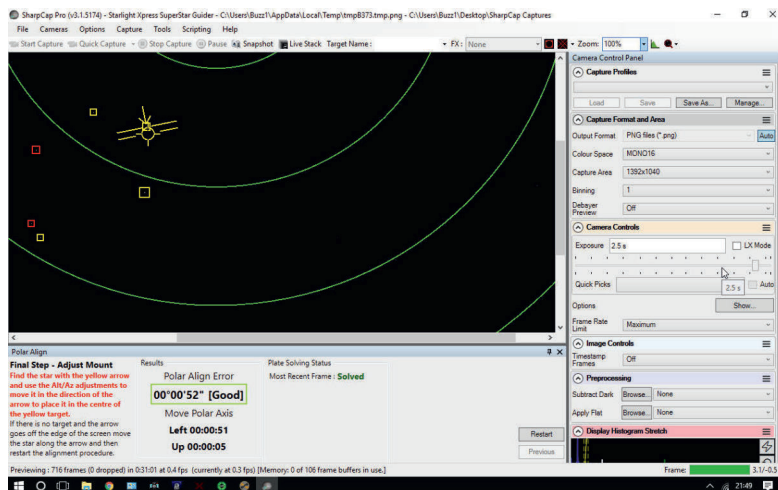 SharpCap Pro (v3.1.5174) - Starlight Xpress SuperStar Guider - C:\Users\Buzz1\AppData\Local\Temp\tmpB373.tmp.png - C:\Users\Buzz1\Desktop\SharpCap Captures
File Cameras Options Capture Tools Scripting Help
Start Capture Quick Capture Stop Capture Pause Snapshot Live Stack Target Name: FX: None Zoom: 100%
Camera Control Panel
Capture Profiles
Load Save Save As... Manage...
Capture Format and Area
Output Format PNG files (*.png) Auto
Colour Space MONO16
Capture Area 1392x1040
Binning 1
Debayer Preview Off
Camera Controls
Exposure 2.5 s LX Mode
Quick Picks 2.5 s Auto
Options Show...
Frame Rate Limit Maximum
Image Controls
Timestamp Frames Off
Preprocessing
Subtract Dark Browse... None
Apply Flat Browse... None
Display Histogram Stretch
Polar Align
Final Step - Adjust Mount
Find the star with the yellow arrow
and use the Alt/Az adjustments to
move it in the direction of the
arrow to place it in the centre of
the yellow target.
If there is no target and the arrow
goes off the edge of the screen move
the star along the arrow and then
restart the alignment procedure.
Results
Polar Align Error
00°00'52" [Good]
Move Polar Axis
Left 00:00:51
Up 00:00:05
Plate Solving Status
Most Recent Frame : Solved
Restart
Previous
Previewing : 716 frames (0 dropped) in 0:31:01 at 0.4 fps (currently at 0.3 fps) [Memory: 0 of 106 frame buffers in use.]
Frame: 3.1/-0.5
21:49